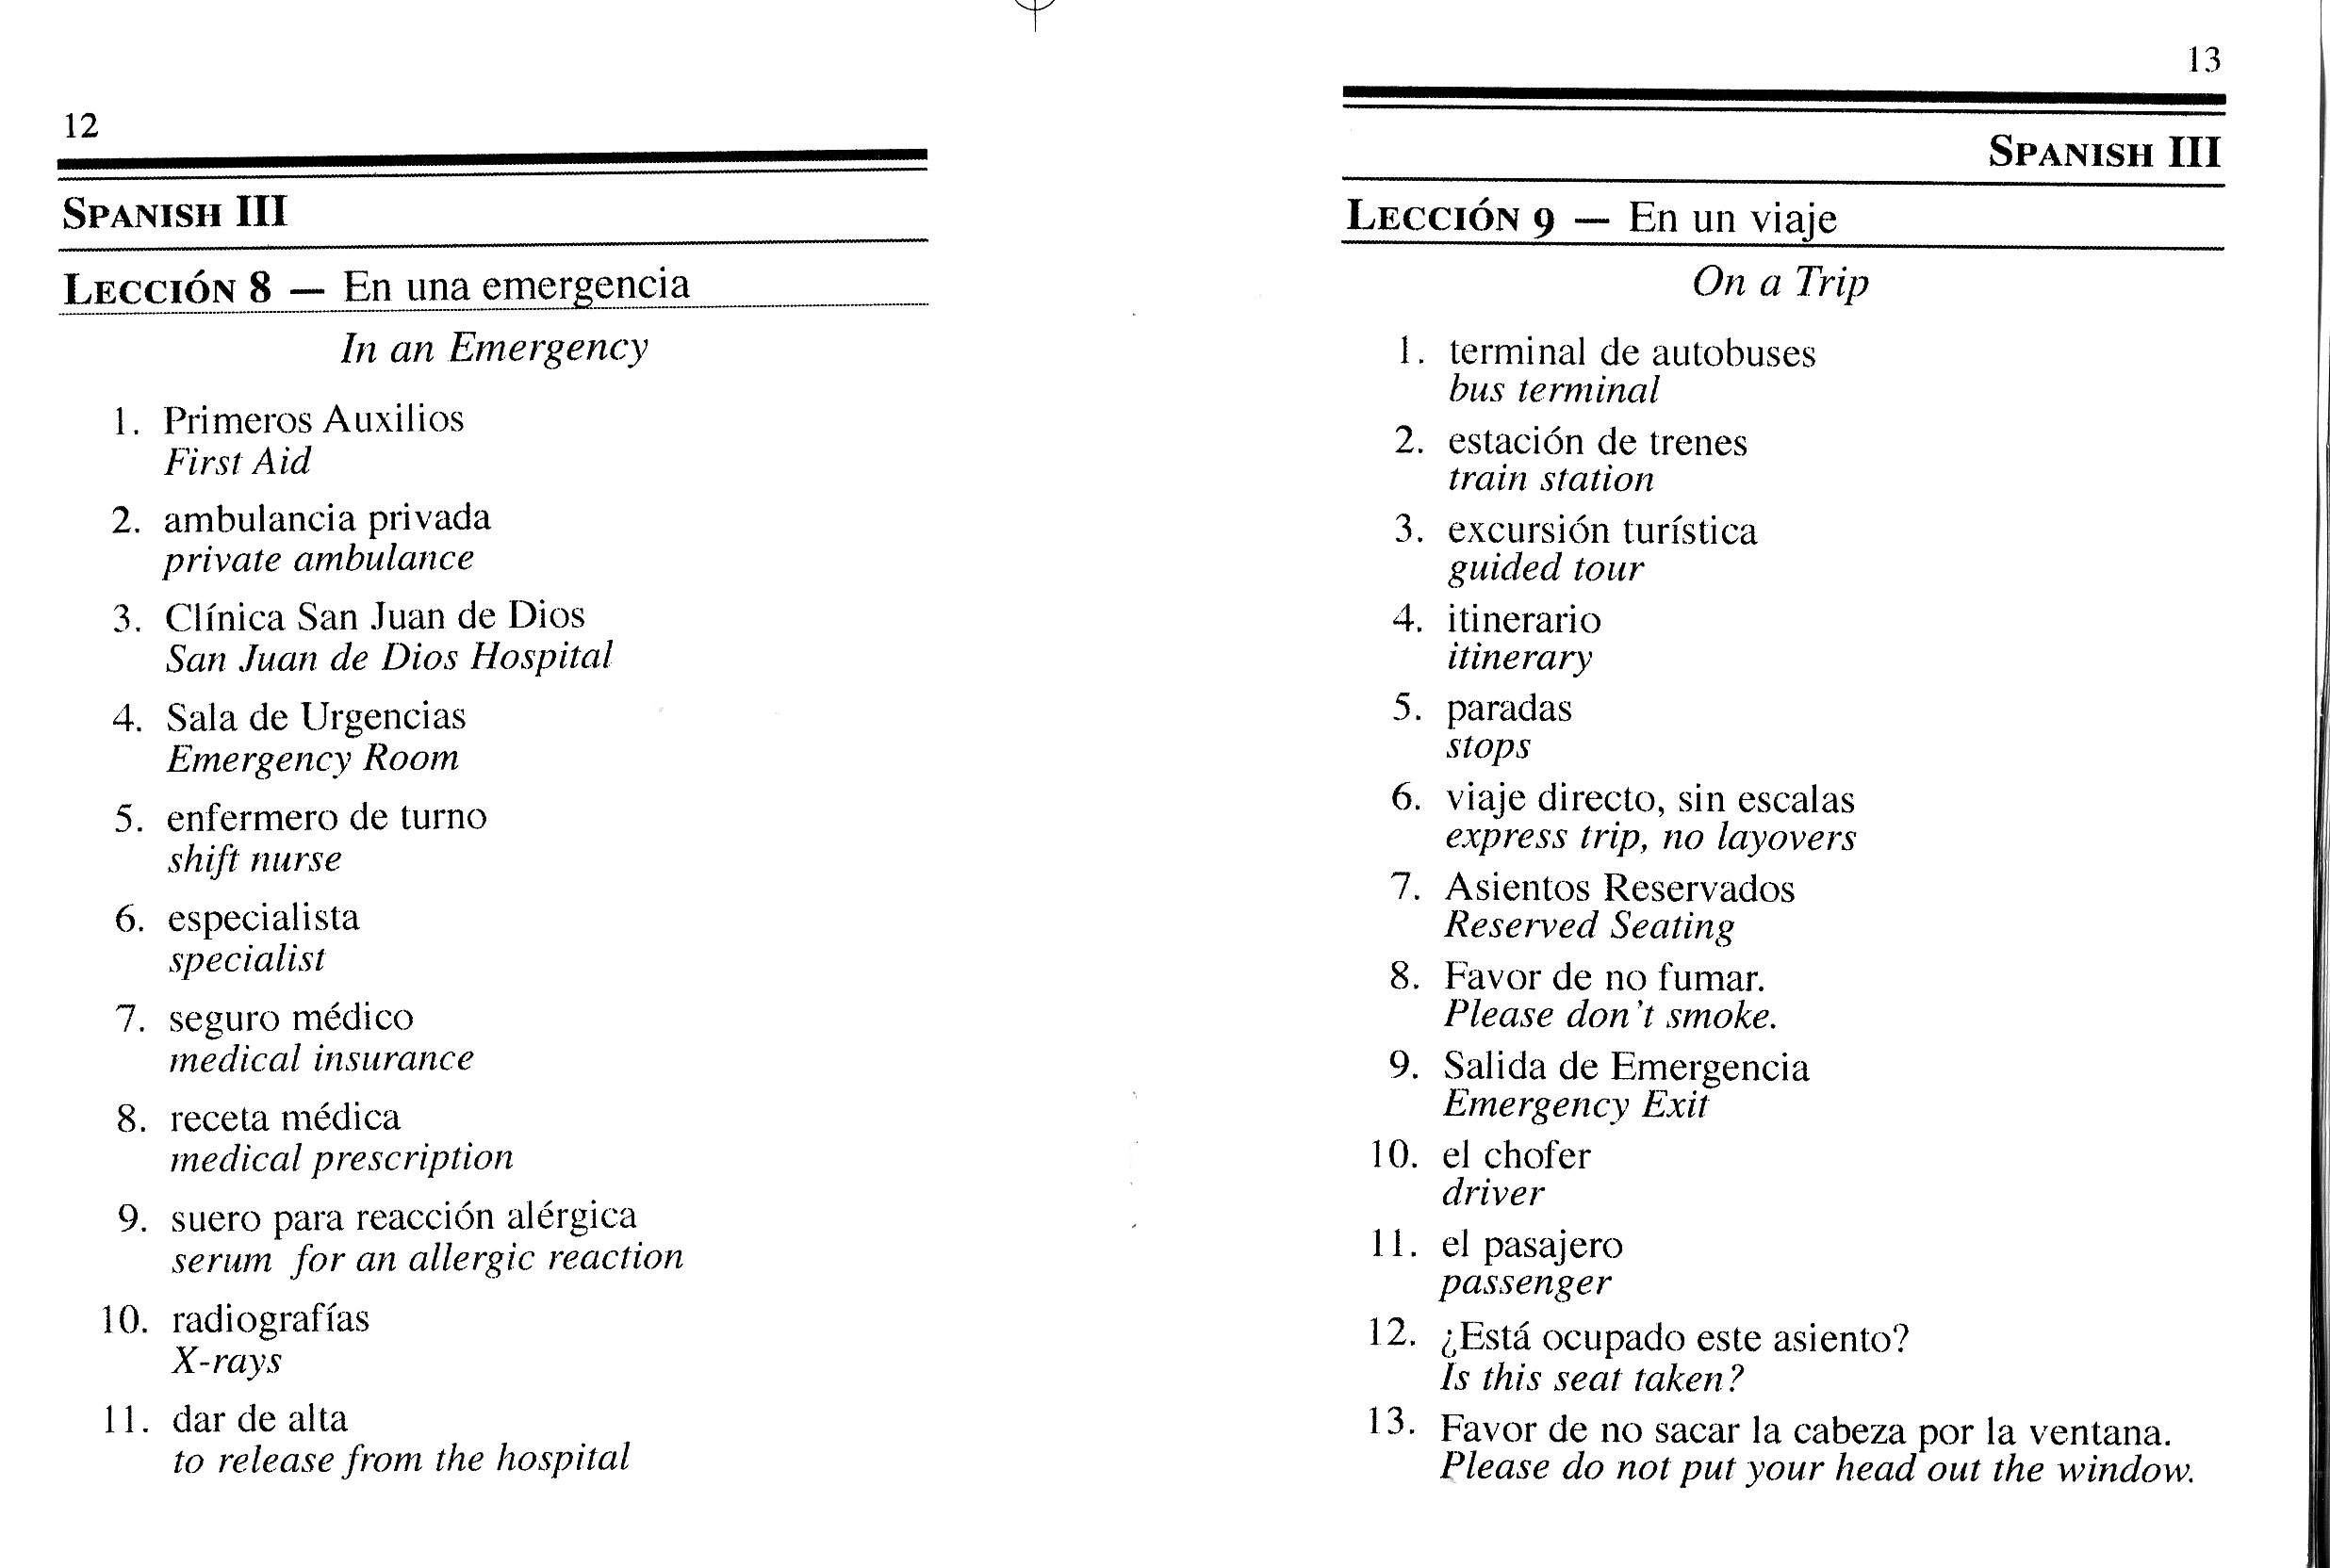 12
SPANISH III
LECCIÓN 8 — En una emergencia
In an Emergency
1. Primeros Auxilios
First Aid
2. ambulancia privada
private ambulance
3. Clínica San Juan de Dios
San Juan de Dios Hospital
4. Sala de Urgencias
Emergency Room
5. enfermero de turno
shift nurse
6. especialista
specialist
7. seguro médico
medical insurance
8. receta médica
medical prescription
9. suero para reacción alérgica
serum for an allergic reaction
10. radiografías
X-rays
11. dar de alta
to release from the hospital
13
SPANISH III
LECCIÓN 9 — En un viaje
On a Trip
1. terminal de autobuses
bus terminal
2. estación de trenes
train station
3. excursión turística
guided tour
4. itinerario
itinerary
5. paradas
stops
6. viaje directo, sin escalas
express trip, no layovers
7. Asientos Reservados
Reserved Seating
8. Favor de no fumar.
Please don't smoke.
9. Salida de Emergencia
Emergency Exit
10. el chofer
driver
11. el pasajero
passenger
12. ¿Está ocupado este asiento?
Is this seat taken?
13. Favor de no sacar la cabeza por la ventana.
Please do not put your head out the window.